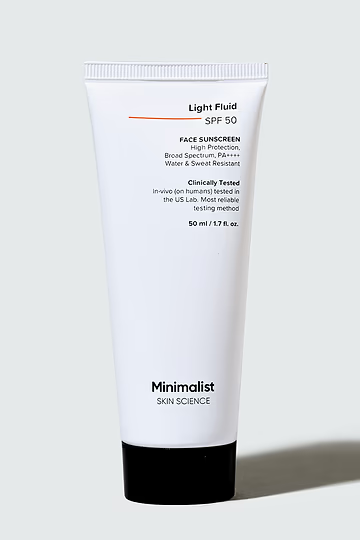 Light Fluid
SPF 50
FACE SUNSCREEN
High Protection,
Broad Spectrum, PA++++
Water & Sweat Resistant
Clinically Tested
In-vivo (on humans) tested in
the US Lab. Most reliable
testing method
50 ml / 1.7 fl. oz.
Minimalist
SKIN SCIENCE